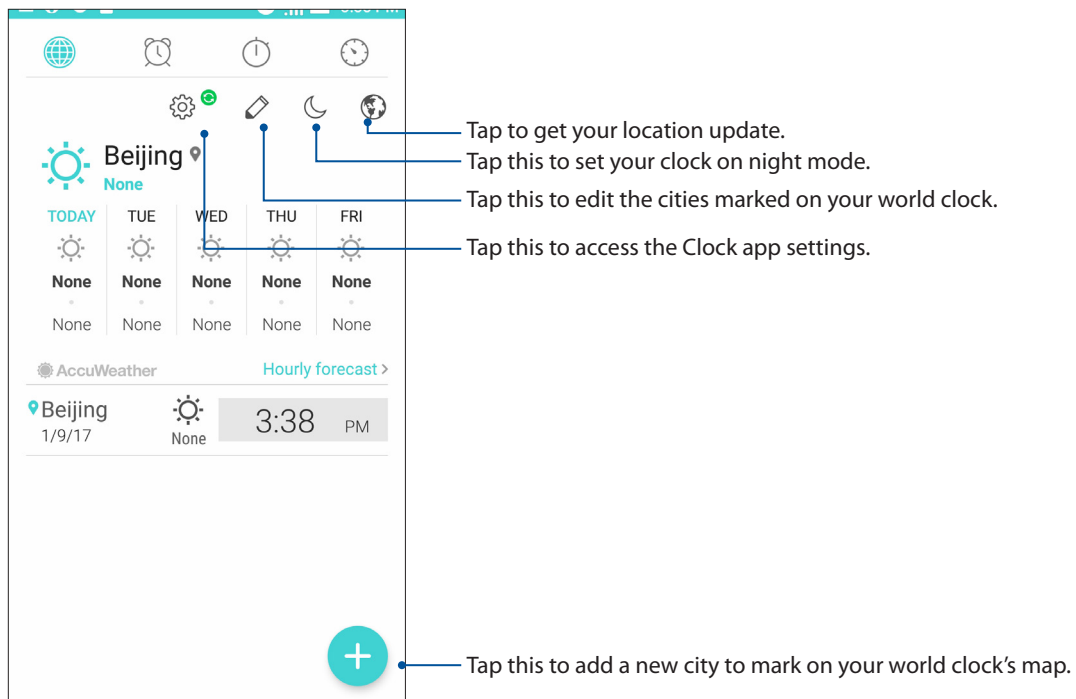 Tap to get your location update.
Tap this to set your clock on night mode.
Beijing
None
Tap this to edit the cities marked on your world clock.
TODAY TUE WED THU FRI
Tap this to access the Clock app settings.
None None None None None
None None None None None
AccuWeather Hourly forecast >
Beijing 3:38 PM
1/9/17 None
Tap this to add a new city to mark on your world clock’s map.